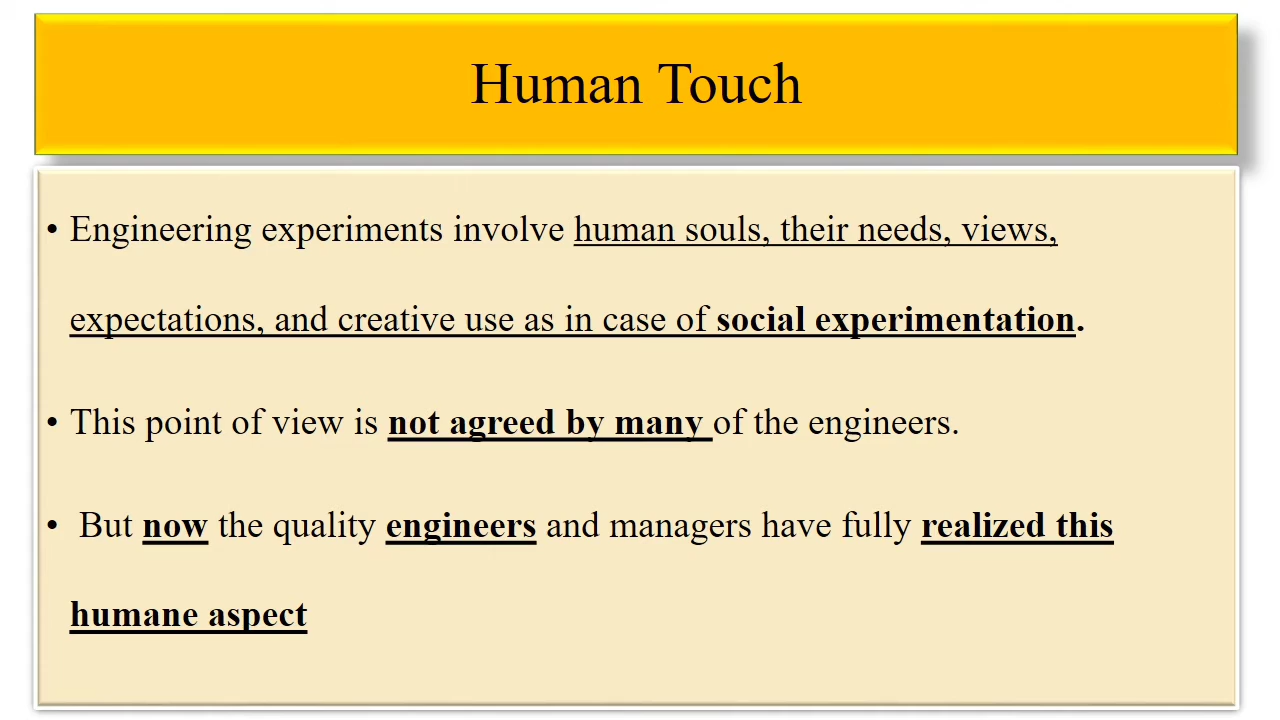 Human Touch
• Engineering experiments involve human souls, their needs, views,
expectations, and creative use as in case of social experimentation.
• This point of view is not agreed by many of the engineers.
• But now the quality engineers and managers have fully realized this
humane aspect